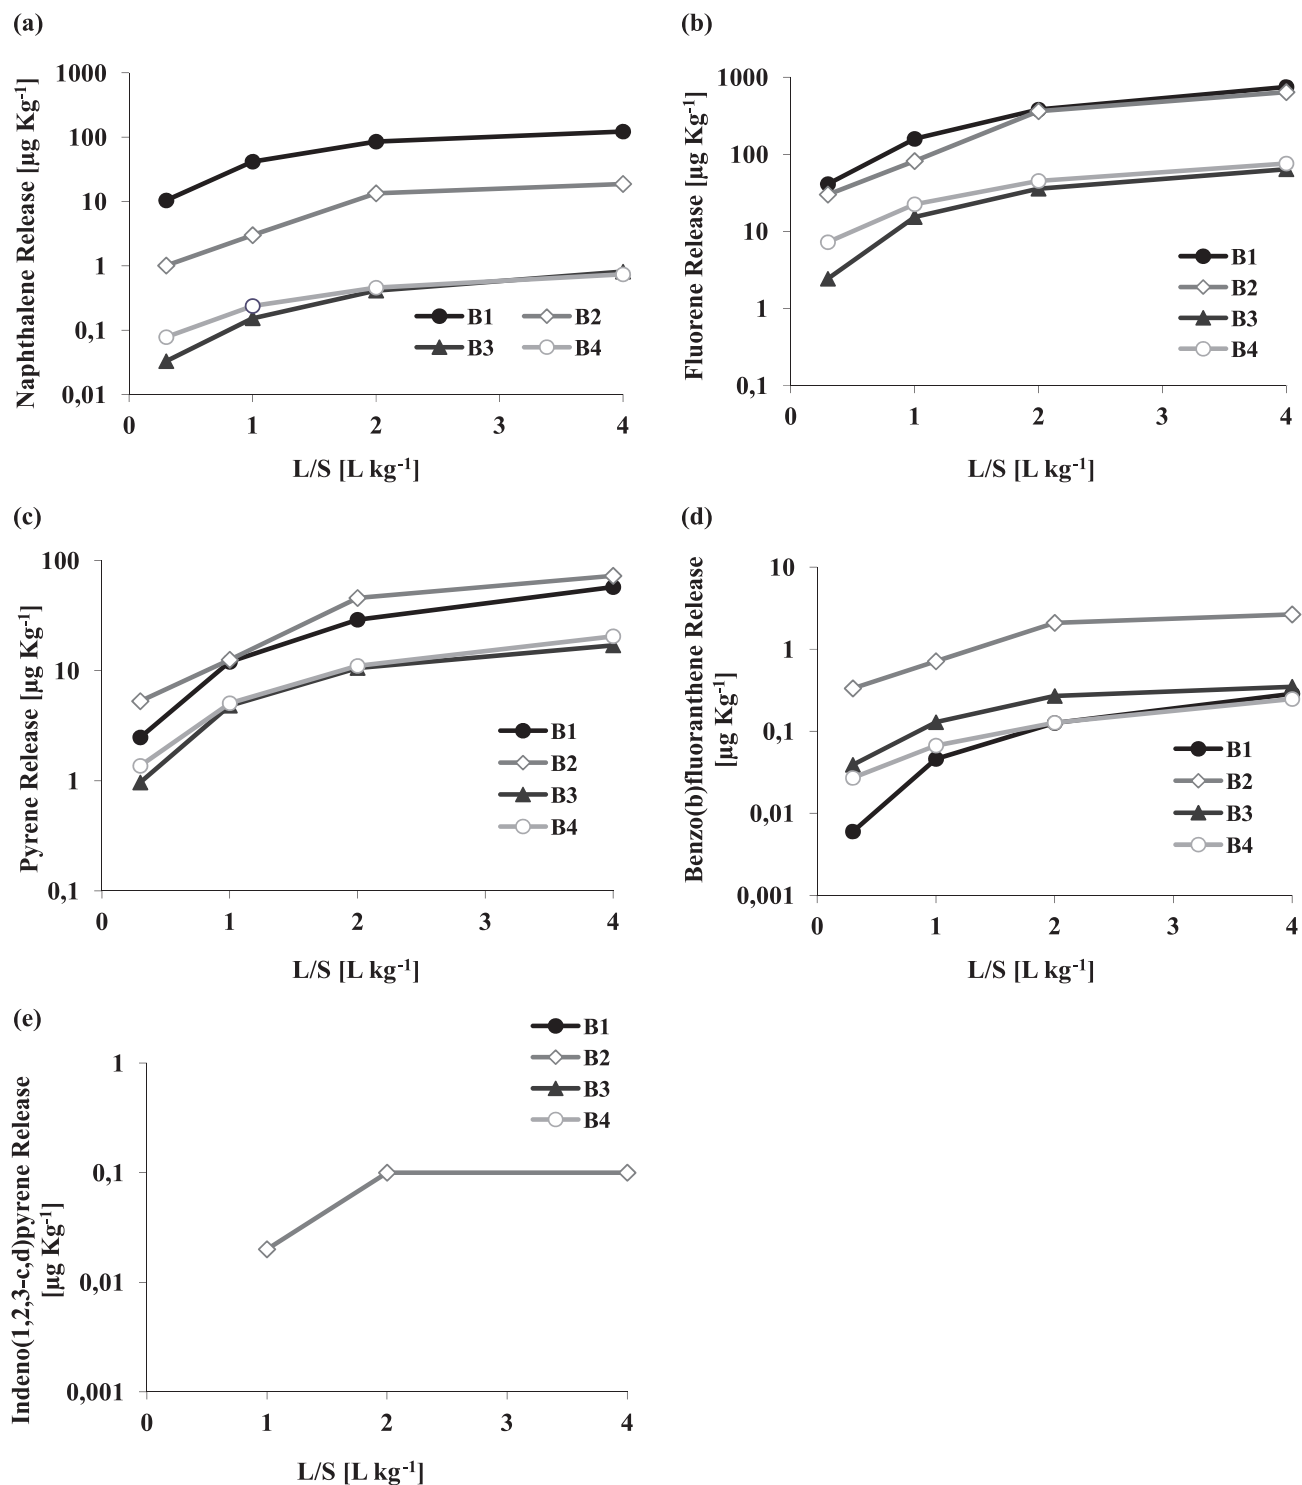 (a)
Naphthalene Release [µg Kg⁻¹]
1000
100
10
1
0,1
0,01
0 1 2 3 4
L/S [L kg⁻¹]
B1 B2
B3 B4
(b)
Fluorene Release [µg Kg⁻¹]
1000
100
10
1
0,1
0 1 2 3 4
L/S [L kg⁻¹]
B1
B2
B3
B4
(c)
Pyrene Release [µg Kg⁻¹]
100
10
1
0,1
0 1 2 3 4
L/S [L kg⁻¹]
B1
B2
B3
B4
(d)
Benzo(b)fluoranthene Release
[µg Kg⁻¹]
10
1
0,1
0,01
0,001
0 1 2 3 4
L/S [L kg⁻¹]
B1
B2
B3
B4
(e)
Indeno(1,2,3-c,d)pyrene Release
[µg Kg⁻¹]
1
0,1
0,01
0,001
0 1 2 3 4
L/S [L kg⁻¹]
B1
B2
B3
B4